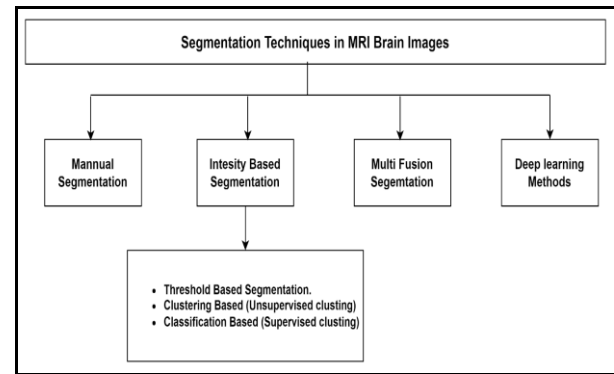 Segmentation Techniques in MRI Brain Images
Mannual
Segmentation
Intesity Based
Segmentation
Multi Fusion
Segemtation
Deep learning
Methods
• Threshold Based Segmentation.
• Clustering Based (Unsupervised clusting)
• Classification Based (Supervised clusting)